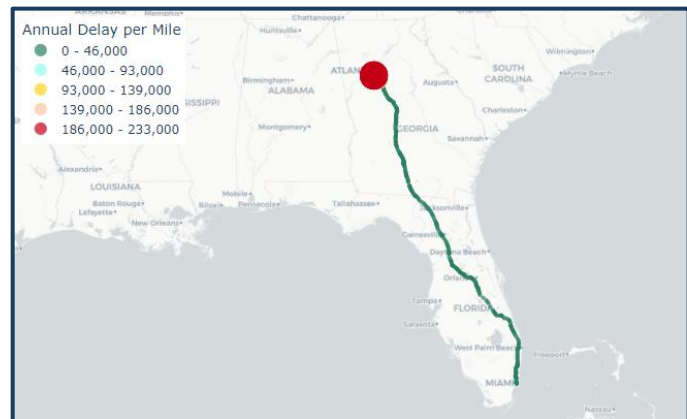 Annual Delay per Mile
0 - 46,000
46,000 - 93,000
93,000 - 139,000
139,000 - 186,000
186,000 - 233,000
Chattanooga
Huntsville
Wilmington
ATLAN
SOUTH
CAROLINA
Myrtle Beach
Birmingham
ALABAMA
Augusta
SISSIPPI
Charleston
Montgomery
GEORGIA
Savannah
Alexandria
LOUISIANA
Mobile
Tallahassee
Jacksonville
Baton Rouge
Biloxi
Pensacola
Lafayette
New Orleans
Gainesville
Daytona Beach
Orlan
Tampa
FLORIDA
Sarasota
West Palm Beach
Freeport
MIAMI
Nassau